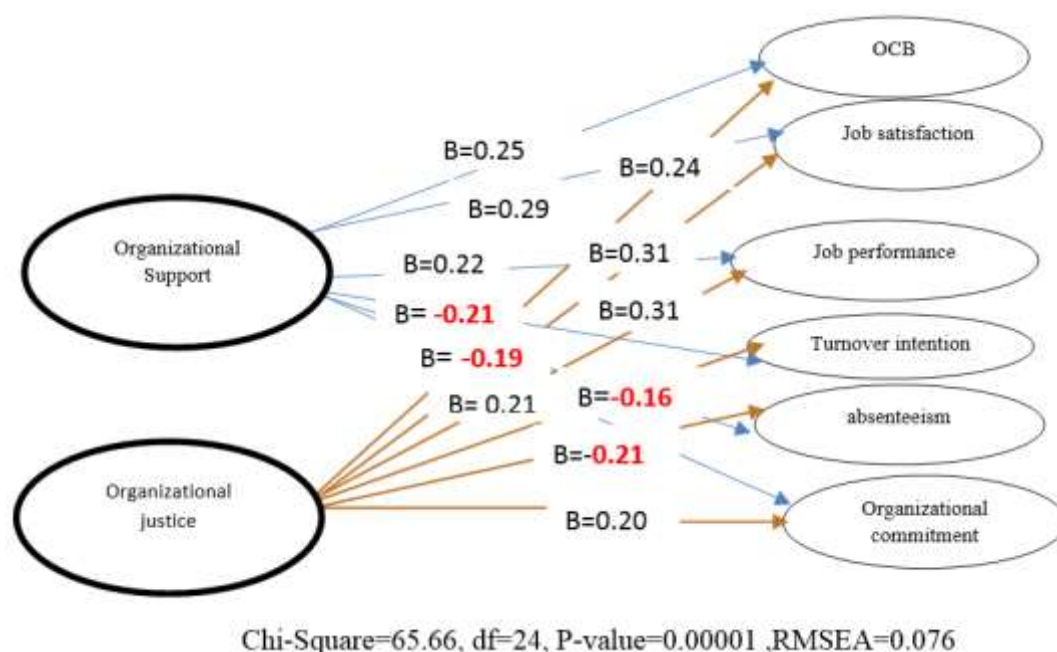 OCB
Job satisfaction
B=0.25
B=0.24
B=0.29
Organizational
Support
B=0.22
B=0.31
Job performance
B= -0.21
B=0.31
Turnover intention
B= -0.19
B= 0.21
B=-0.16
absenteeism
B=-0.21
Organizational
justice
B=0.20
Organizational
commitment
Chi-Square=65.66, df=24, P-value=0.00001 ,RMSEA=0.076